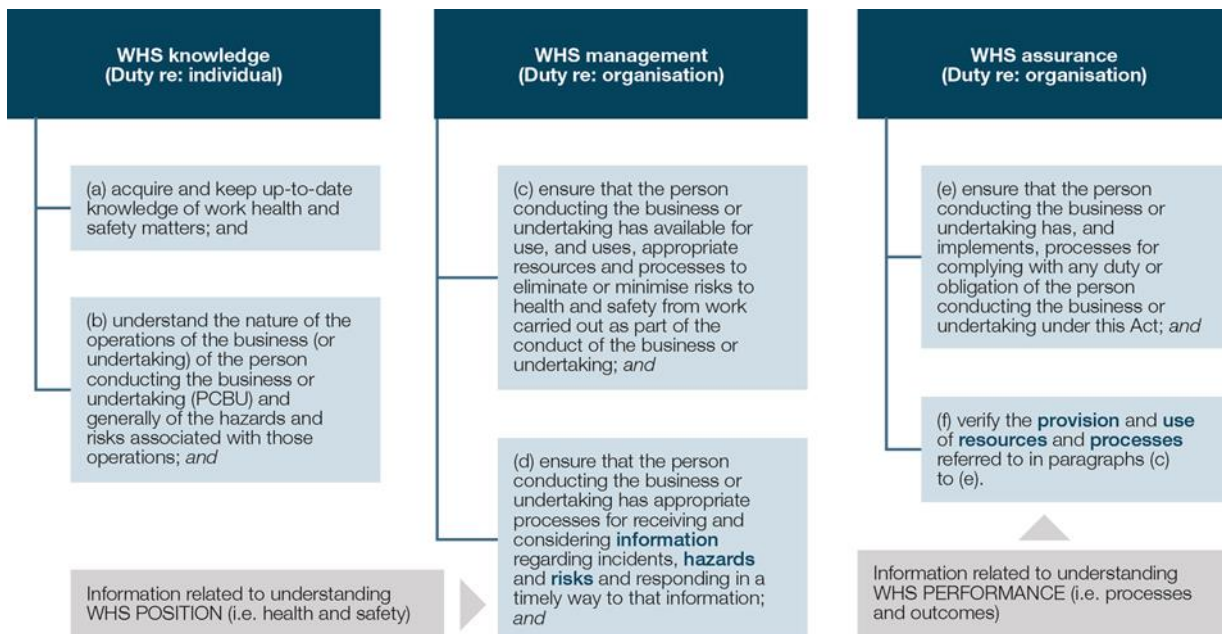 WHS knowledge
(Duty re: individual)
(a) acquire and keep up-to-date
knowledge of work health and
safety matters; and
(b) understand the nature of the
operations of the business (or
undertaking) of the person
conducting the business or
undertaking (PCBU) and
generally of the hazards and
risks associated with those
operations; and
Information related to understanding
WHS POSITION (i.e. health and safety)
WHS management
(Duty re: organisation)
(c) ensure that the person
conducting the business or
undertaking has available for
use, and uses, appropriate
resources and processes to
eliminate or minimise risks to
health and safety from work
carried out as part of the
conduct of the business or
undertaking; and
(d) ensure that the person
conducting the business or
undertaking has appropriate
processes for receiving and
considering information
regarding incidents, hazards
and risks and responding in a
timely way to that information;
and
WHS assurance
(Duty re: organisation)
(e) ensure that the person
conducting the business or
undertaking has, and
implements, processes for
complying with any duty or
obligation of the person
conducting the business or
undertaking under this Act; and
(f) verify the provision and use
of resources and processes
referred to in paragraphs (c)
to (e).
Information related to understanding
WHS PERFORMANCE (i.e. processes
and outcomes)